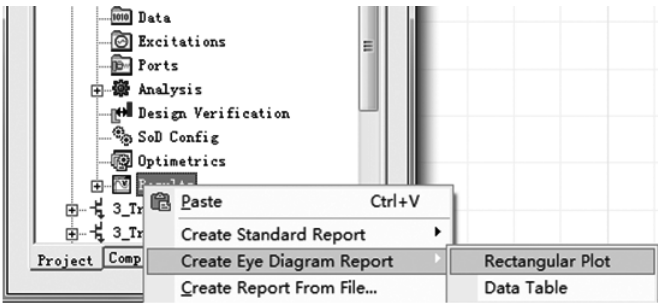 Data
Excitations
Ports
Analysis
Design Verification
SoD Config
Optimetrics
Paste Ctrl+V
3_Tr
Create Standard Report
3_Tr
Project Comp
Create Eye Diagram Report
Rectangular Plot
Create Report From File...
Data Table